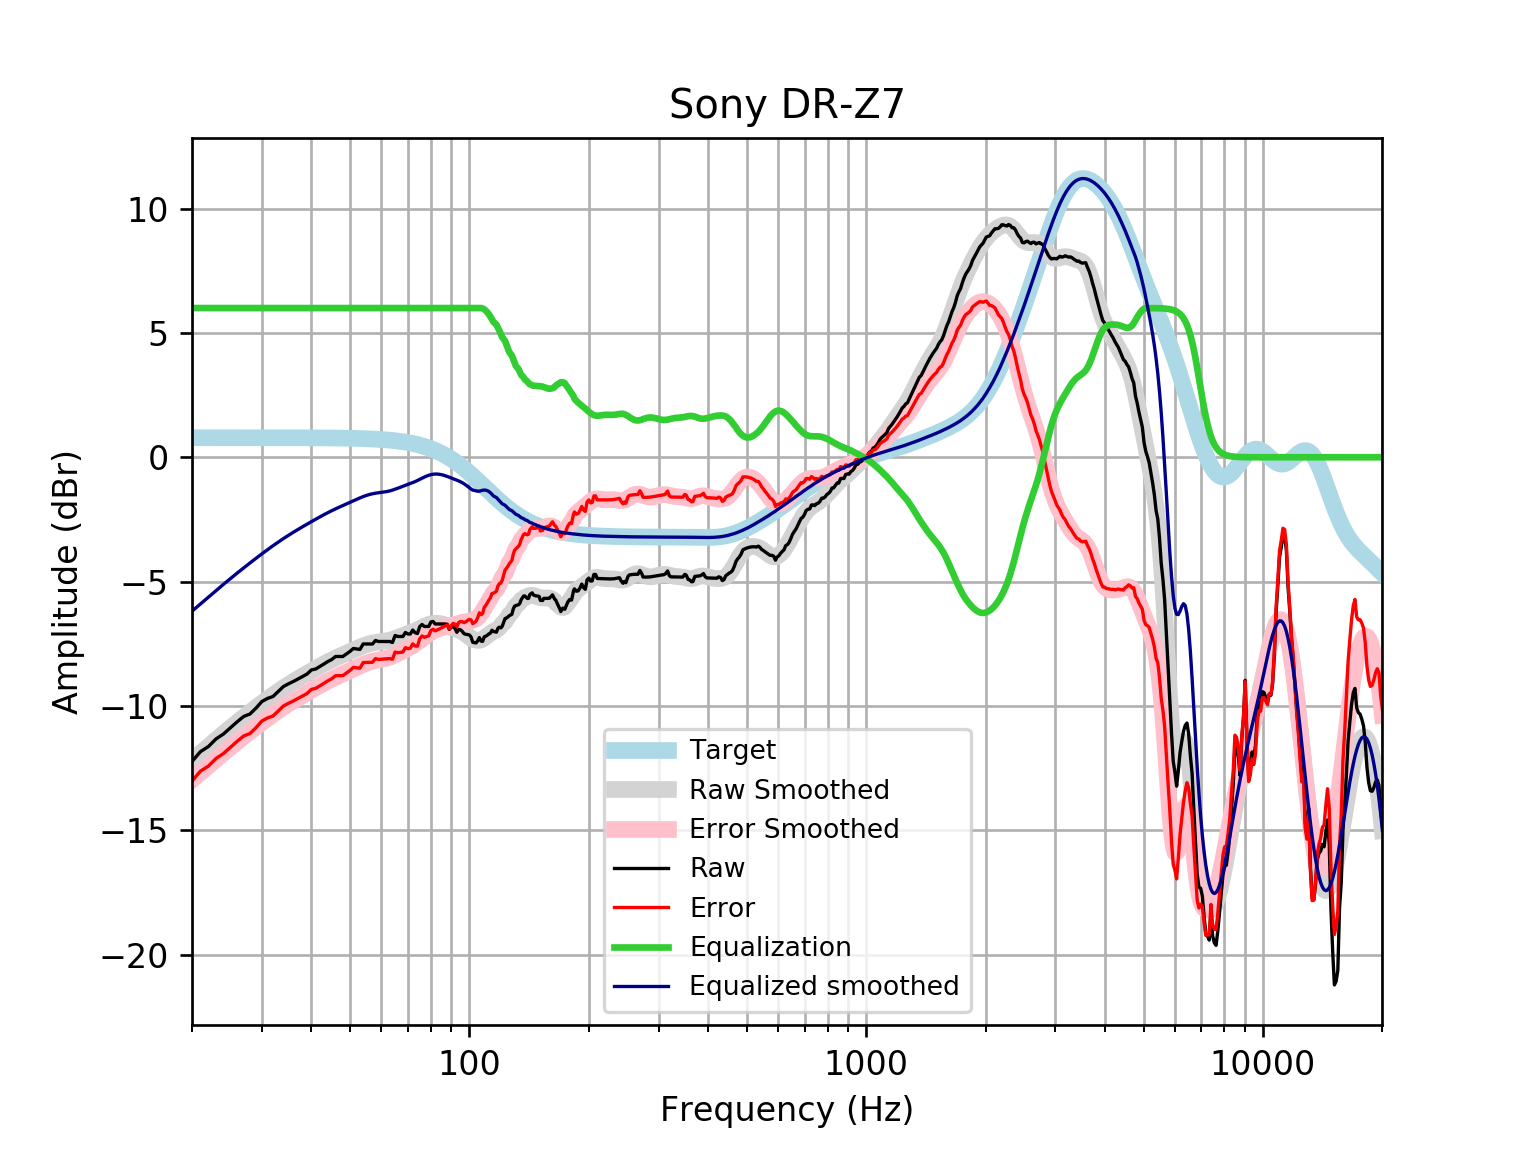 Sony DR-Z7
10
5
0
−5
−10
−15
−20
Amplitude (dBr)
Target
Raw Smoothed
Error Smoothed
Raw
Error
Equalization
Equalized smoothed
100 1000 10000
Frequency (Hz)